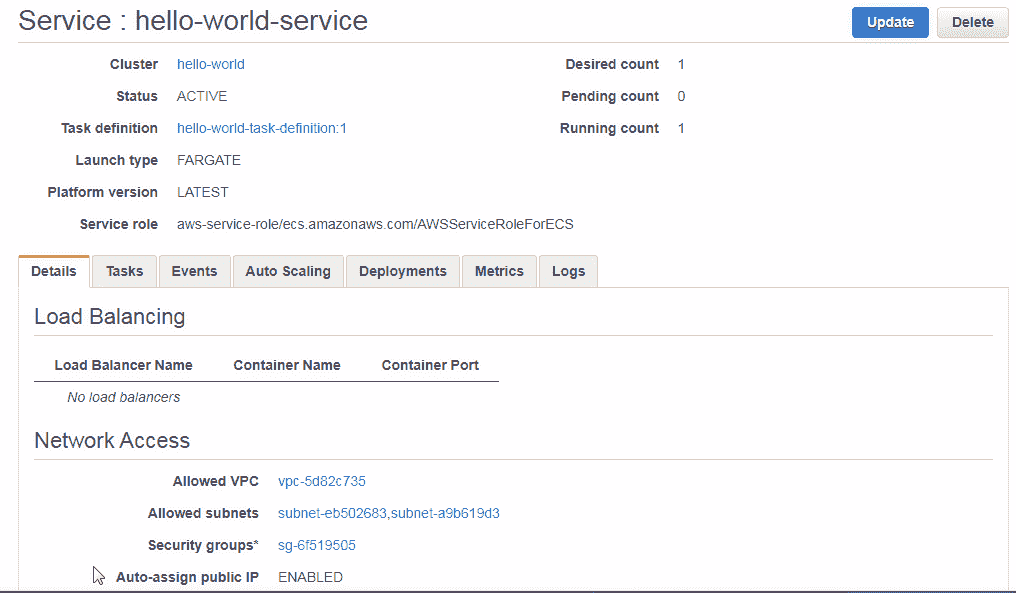 Service : hello-world-service
Update
Delete
Cluster hello-world
Desired count 1
Status ACTIVE
Pending count 0
Task definition hello-world-task-definition:1
Running count 1
Launch type FARGATE
Platform version LATEST
Service role aws-service-role/ecs.amazonaws.com/AWSServiceRoleForECS
Details Tasks Events Auto Scaling Deployments Metrics Logs
Load Balancing
Load Balancer Name Container Name Container Port
No load balancers
Network Access
Allowed VPC vpc-5d82c735
Allowed subnets subnet-eb502683,subnet-a9b619d3
Security groups* sg-6f519505
Auto-assign public IP ENABLED